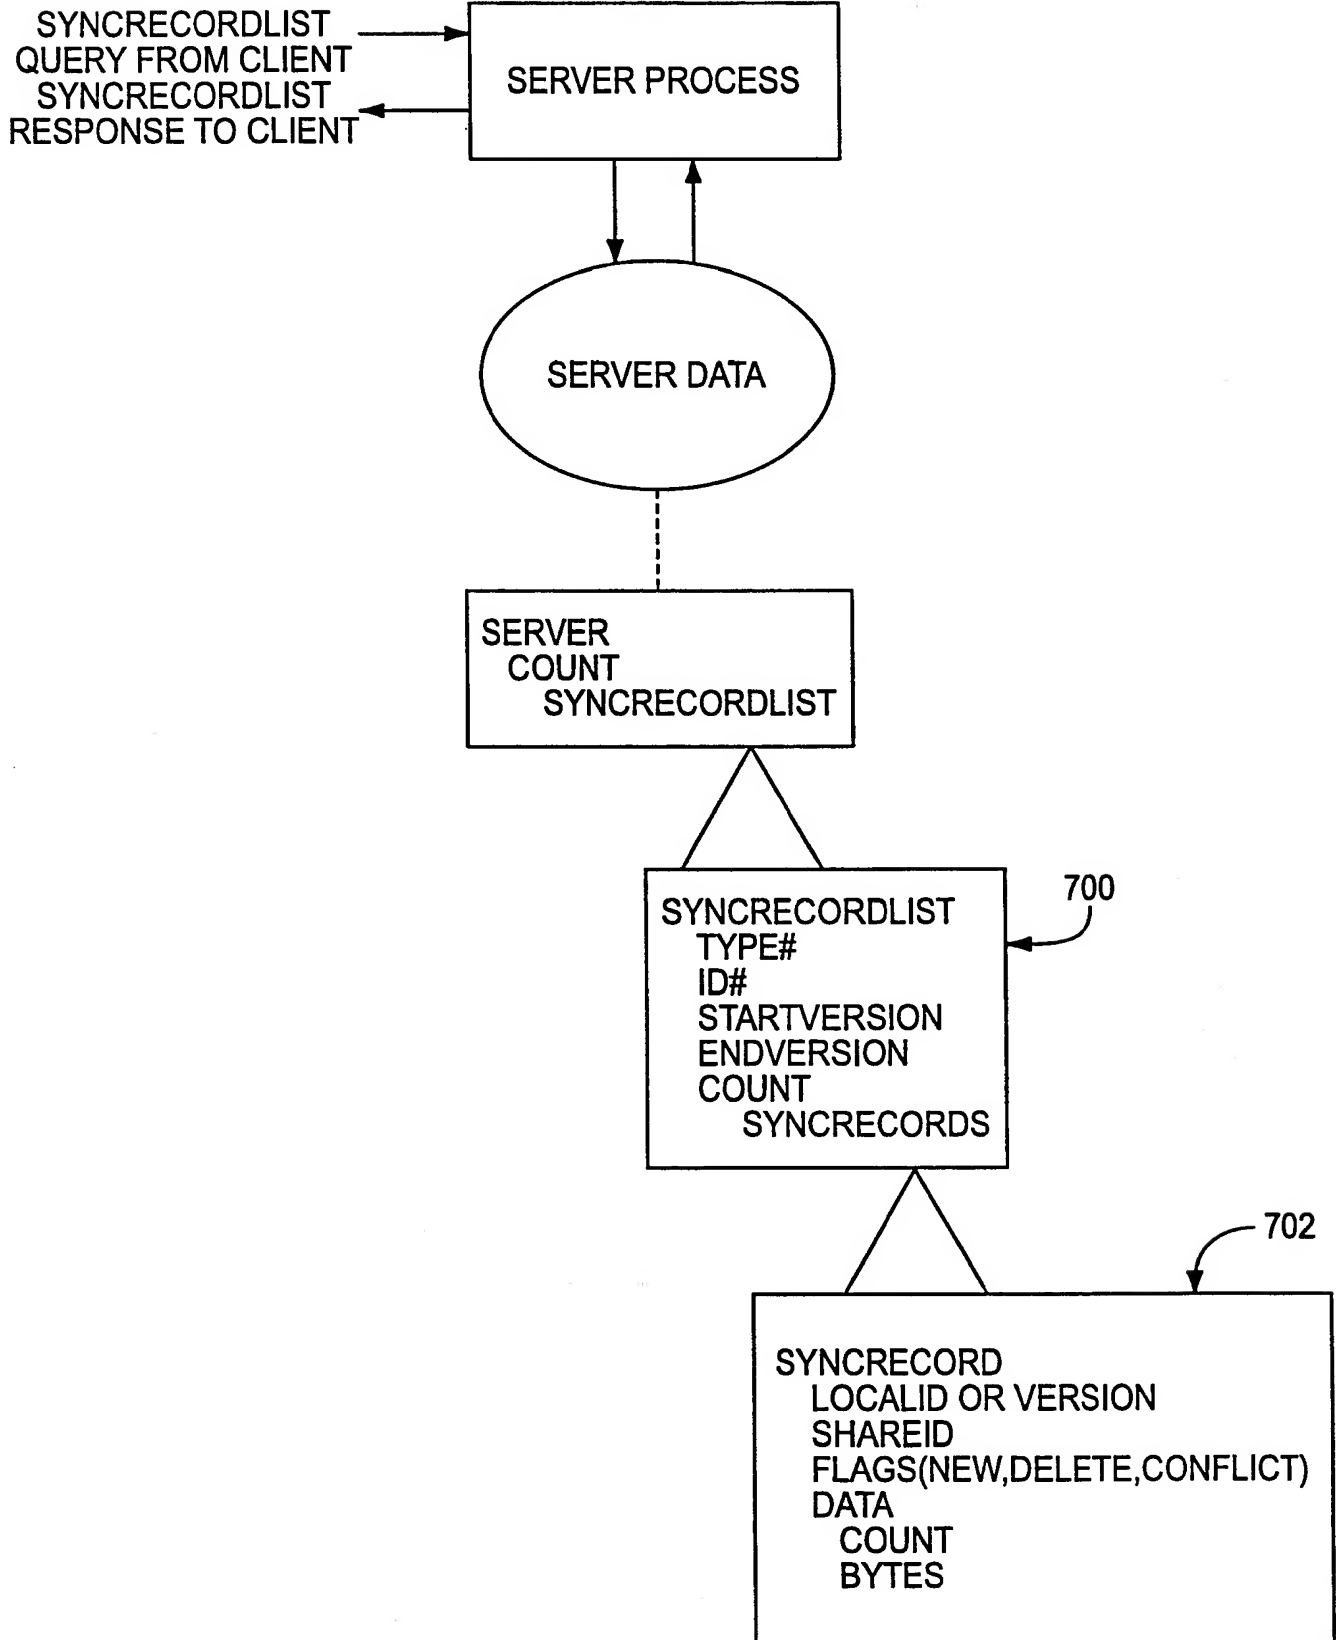 SYNCRECORDLIST
QUERY FROM CLIENT
SYNCRECORDLIST
RESPONSE TO CLIENT
SERVER PROCESS
SERVER DATA
SERVER
COUNT
SYNCRECORDLIST
700
SYNCRECORDLIST
TYPE#
ID#
STARTVERSION
ENDVERSION
COUNT
SYNCRECORDS
702
SYNCRECORD
LOCALID OR VERSION
SHAREID
FLAGS(NEW,DELETE,CONFLICT)
DATA
COUNT
BYTES